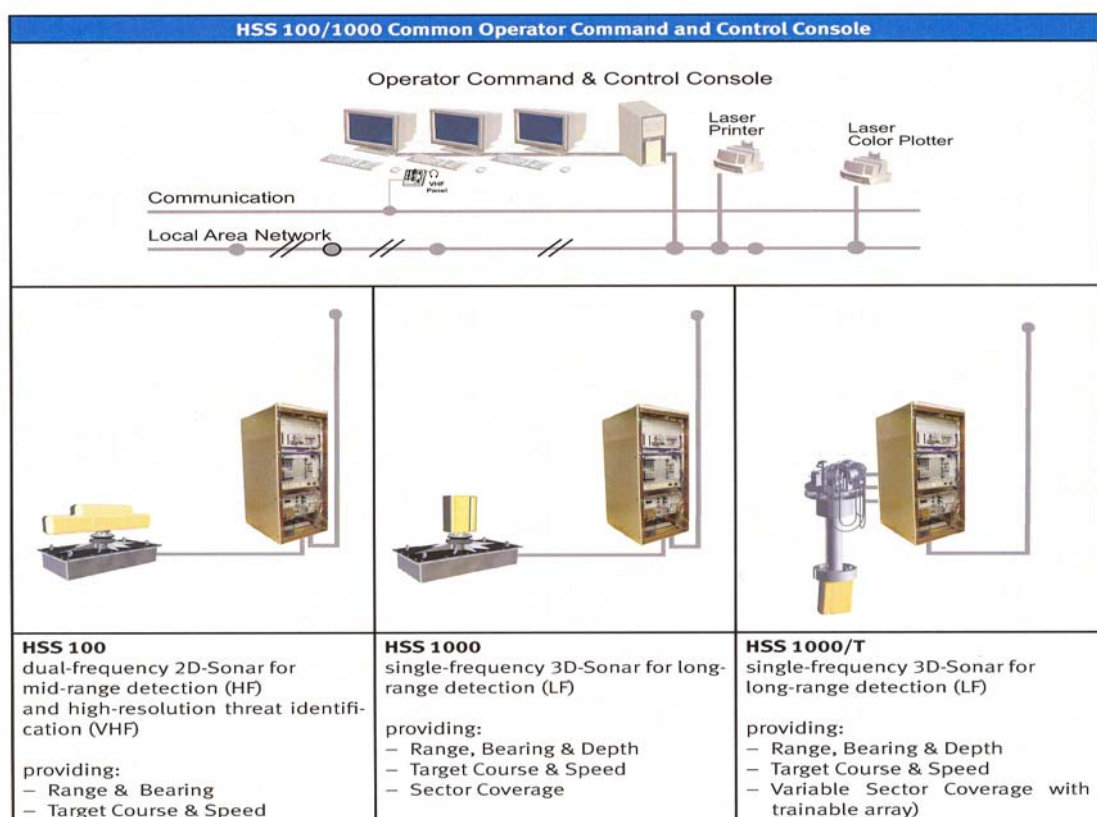 HSS 100/1000 Common Operator Command and Control Console
Operator Command & Control Console
Laser
Printer
Laser
Color Plotter
VHF
Panel
Communication
Local Area Network
HSS 100
dual-frequency 2D-Sonar for
mid-range detection (HF)
and high-resolution threat identifi-
cation (VHF)
providing:
– Range & Bearing
– Target Course & Speed
HSS 1000
single-frequency 3D-Sonar for long-
range detection (LF)
providing:
– Range, Bearing & Depth
– Target Course & Speed
– Sector Coverage
HSS 1000/T
single-frequency 3D-Sonar for
long-range detection (LF)
providing:
– Range, Bearing & Depth
– Target Course & Speed
– Variable Sector Coverage with
trainable array)